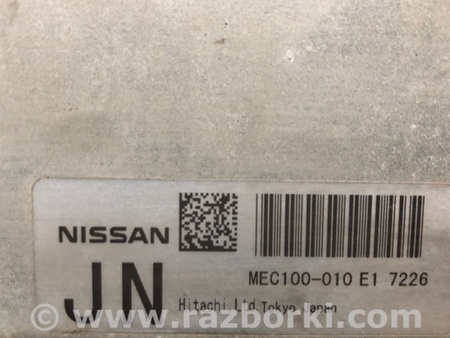 NISSAN
MEC100-010 E1 7226
JN
Hitachi,Ltd.Tokyo Japan
www.razborki.com